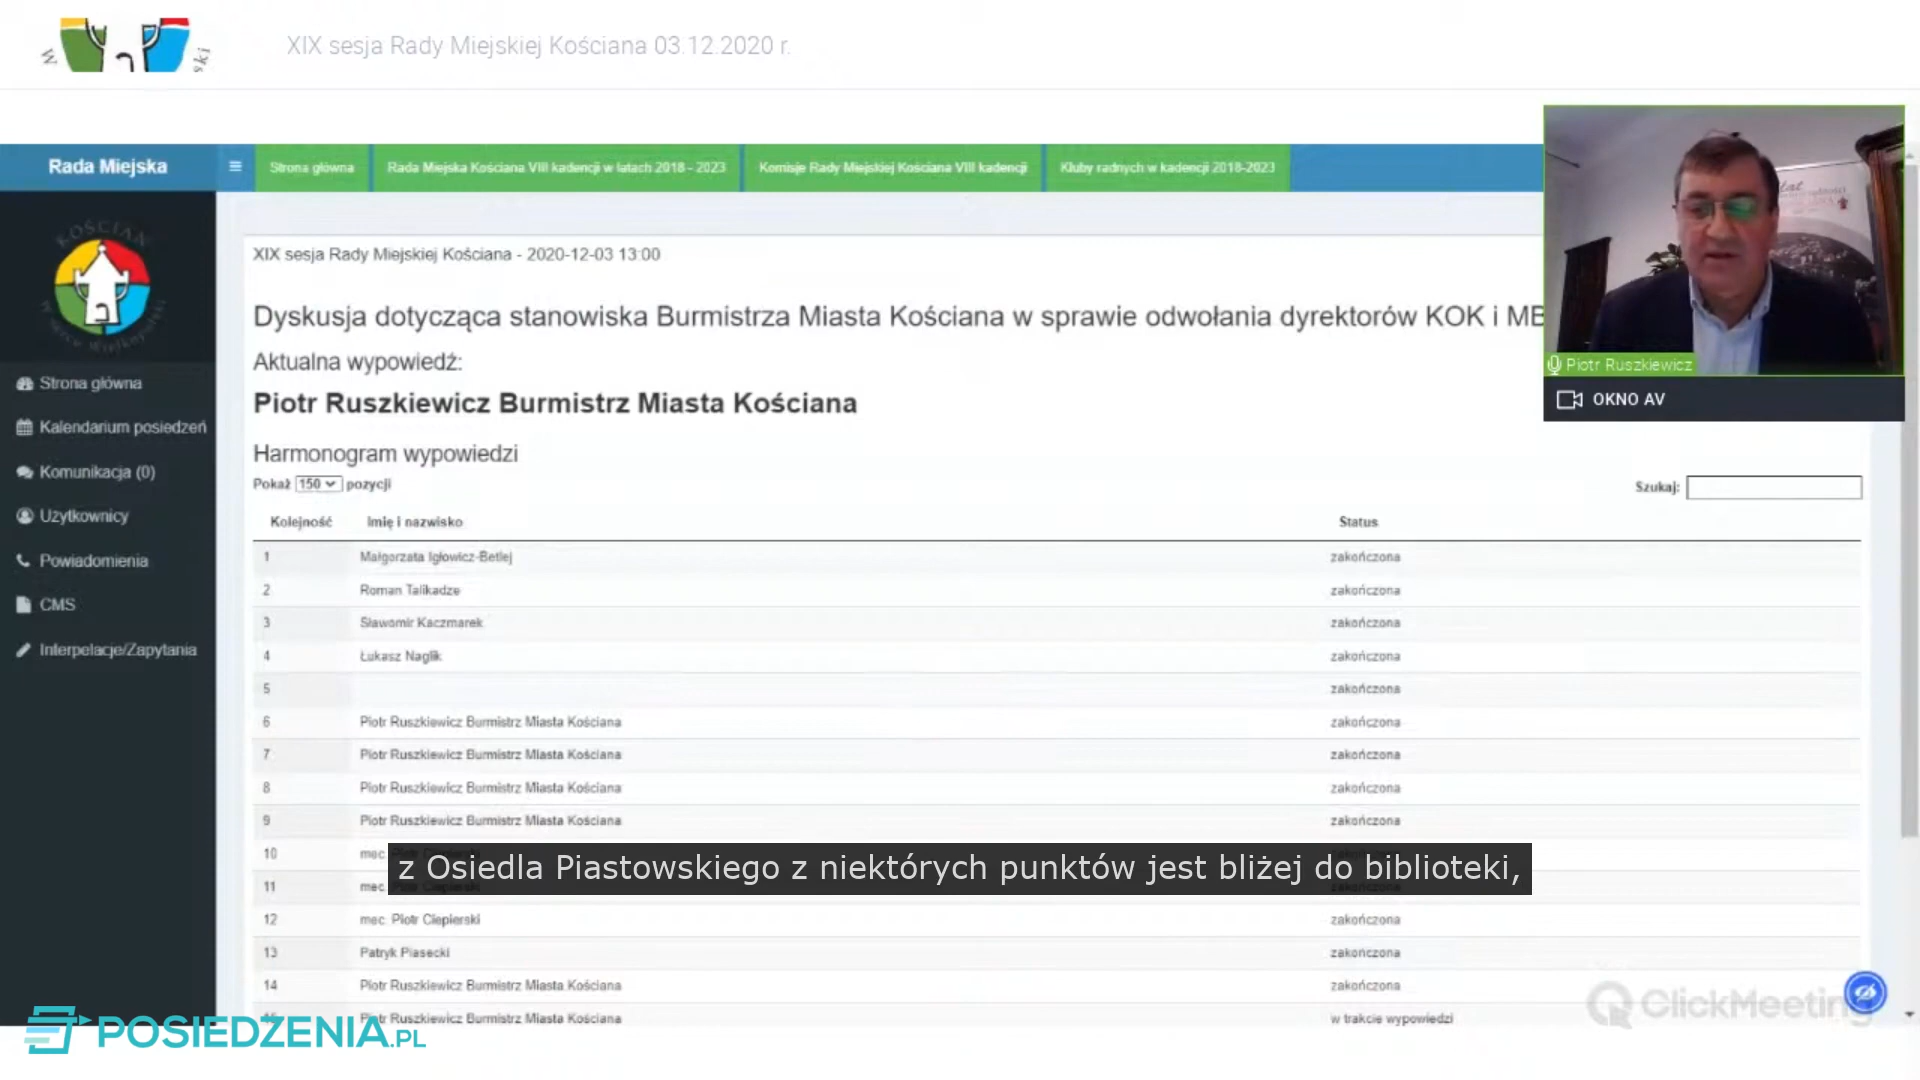 XIX sesja Rady Miejskiej Kościana 03.12.2020 r.
Rada Miejska
Strona główna
Rada Miejska Kościana VIII kadencji w latach 2018 - 2023
Komisje Rady Miejskiej Kościana VIII kadencji
Kluby radnych w kadencji 2018-2023
KOŚCIAN
Strona główna
Kalendarium posiedzeń
Komunikacja (0)
Użytkownicy
Powiadomienia
CMS
Interpelacje/Zapytania
XIX sesja Rady Miejskiej Kościana - 2020-12-03 13:00
Dyskusja dotycząca stanowiska Burmistrza Miasta Kościana w sprawie odwołania dyrektorów KOK i MB
Aktualna wypowiedź:
Piotr Ruszkiewicz Burmistrz Miasta Kościana
Harmonogram wypowiedzi
Pokaż 150 pozycji
Szukaj:
Piotr Ruszkiewicz
OKNO AV
Kolejność Imię i nazwisko Status
1 Małgorzata Igłowicz-Betlej zakończona
2 Roman Talikadze zakończona
3 Sławomir Kaczmarek zakończona
4 Łukasz Naglik zakończona
5 zakończona
6 Piotr Ruszkiewicz Burmistrz Miasta Kościana zakończona
7 Piotr Ruszkiewicz Burmistrz Miasta Kościana zakończona
8 Piotr Ruszkiewicz Burmistrz Miasta Kościana zakończona
9 Piotr Ruszkiewicz Burmistrz Miasta Kościana zakończona
10 mec.
z Osiedla Piastowskiego z niektórych punktów jest bliżej do biblioteki,
11 mec.
12 mec. Piotr Ciepierski zakończona
13 Patryk Piasecki zakończona
14 Piotr Ruszkiewicz Burmistrz Miasta Kościana zakończona
Piotr Ruszkiewicz Burmistrz Miasta Kościana w trakcie wypowiedzi
POSIEDZENIA.PL
ClickMeeting